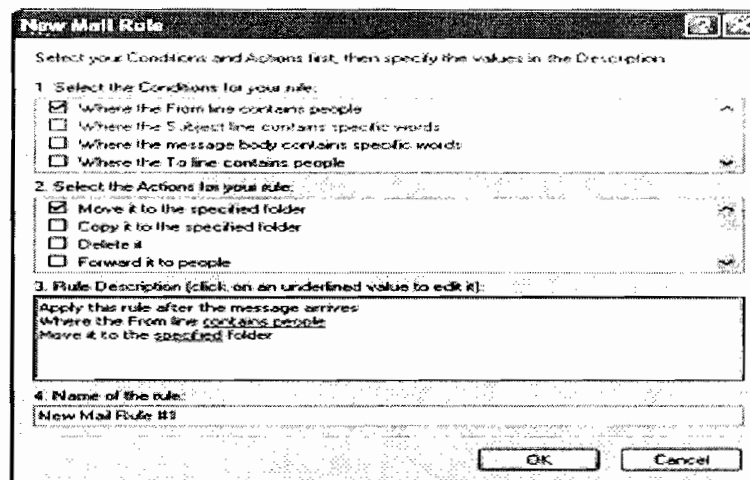 New Mail Rule
Select your Conditions and Actions first, then specify the values in the Description
1. Select the Conditions for your rule:
Where the From line contains people
Where the Subject line contains specific words
Where the message body contains specific words
Where the To line contains people
2. Select the Actions for your rule:
Move it to the specified folder
Copy it to the specified folder
Delete it
Forward it to people
3. Rule Description (click on an underlined value to edit it):
Apply this rule after the message arrives
Where the From line contains people
Move it to the specified folder
4. Name of the rule:
New Mail Rule #1
OK Cancel